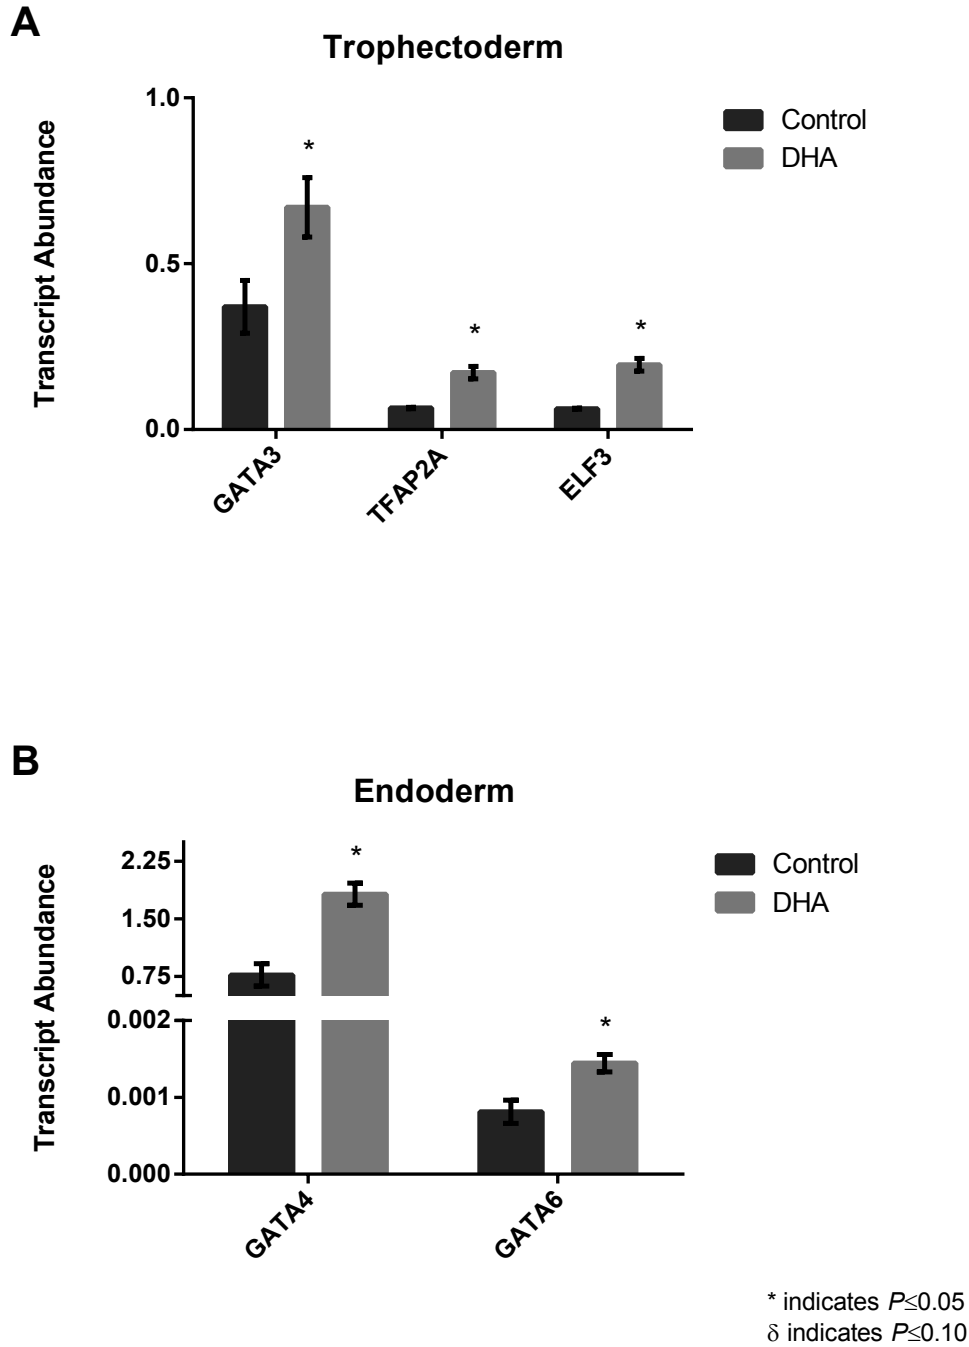 A
Trophectoderm
Transcript Abundance
1.0
0.5
0.0
*
*
*
GATA3
TFAP2A
ELF3
Control
DHA
B
Endoderm
Transcript Abundance
2.25
1.50
0.75
0.002
0.001
0.000
*
*
GATA4
GATA6
Control
DHA
* indicates P≤0.05
δ indicates P≤0.10